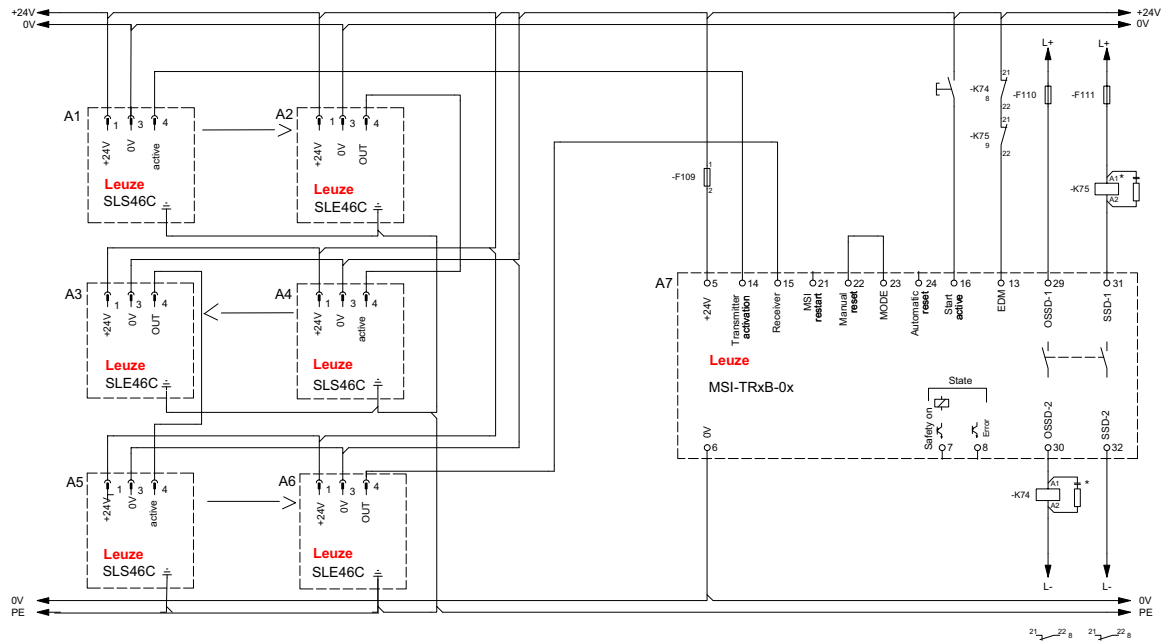 +24V
0V
+24V
0V
L+
L+
-K74
8
21
22
-F110
-F111
-K75
9
21
22
A1
1
3
4
+24V
0V
active
Leuze
SLS46C
A2
1
3
4
+24V
0V
OUT
Leuze
SLE46C
-F109
1
2
-K75
A1
*
A2
A3
1
3
4
+24V
0V
OUT
Leuze
SLE46C
A4
1
3
4
+24V
0V
active
Leuze
SLS46C
A7
5
14
15
21
22
23
24
16
13
29
31
+24V
Transmitter
activation
Receiver
MSI
restart
Manual
reset
MODE
Automatic
reset
Start
active
EDM
OSSD-1
SSD-1
Leuze
MSI-TRxB-0x
State
Safety on
Error
OSSD-2
SSD-2
0V
6
7
8
30
32
A5
1
3
4
+24V
0V
active
Leuze
SLS46C
A6
1
3
4
+24V
0V
OUT
Leuze
SLE46C
-K74
A1
*
A2
L-
L-
0V
PE
0V
PE
21
22
8
21
22
8